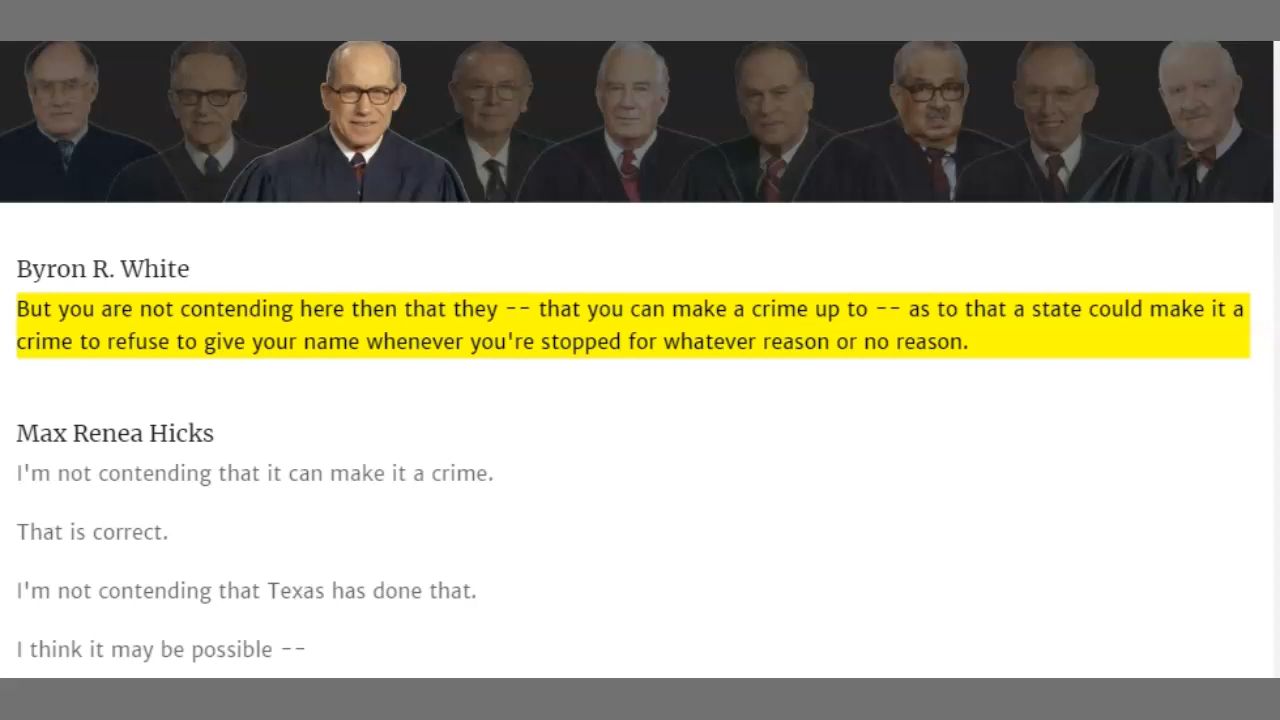 Byron R. White
But you are not contending here then that they -- that you can make a crime up to -- as to that a state could make it a
crime to refuse to give your name whenever you're stopped for whatever reason or no reason.
Max Renea Hicks
I'm not contending that it can make it a crime.
That is correct.
I'm not contending that Texas has done that.
I think it may be possible --